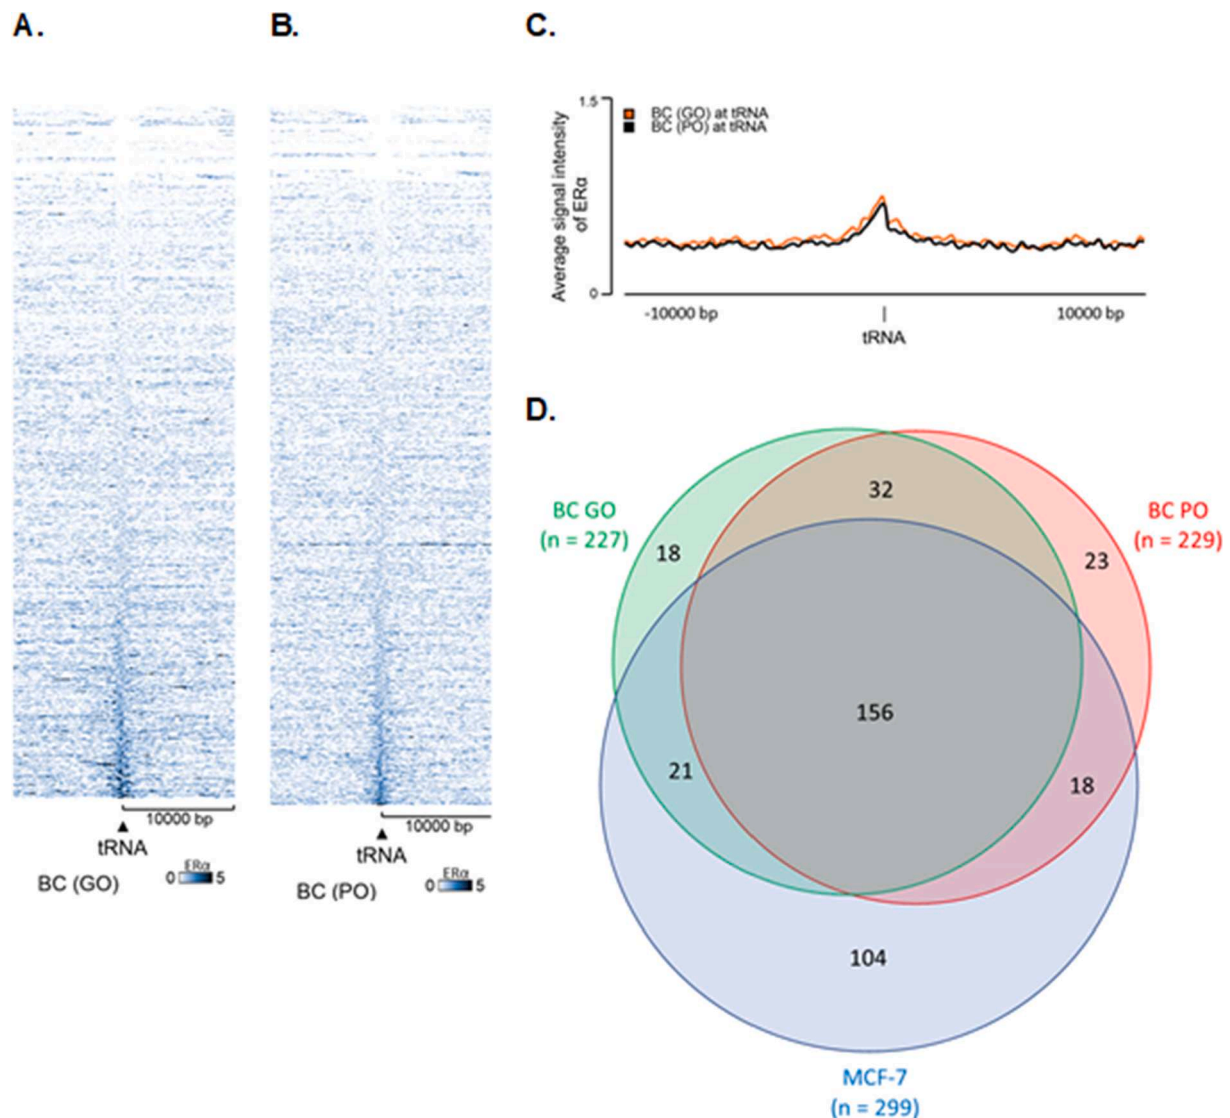 A.
B.
C.
1.5
BC (GO) at tRNA
BC (PO) at tRNA
Average signal intensity
of ERα
0
-10000 bp
10000 bp
tRNA
10000 bp
tRNA
ERα
0
5
BC (GO)
10000 bp
tRNA
ERα
0
5
BC (PO)
D.
BC GO
(n = 227)
BC PO
(n = 229)
32
18
23
156
21
18
104
MCF-7
(n = 299)